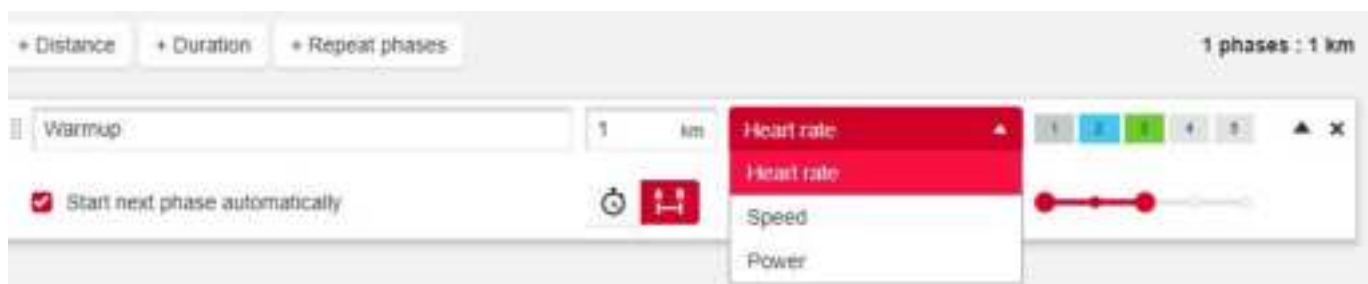 + Distance + Duration + Repeat phases 1 phases : 1 km
Warmup 1 km Heart rate 1 2 3 4 5
Heart rate
Start next phase automatically
Speed
Power